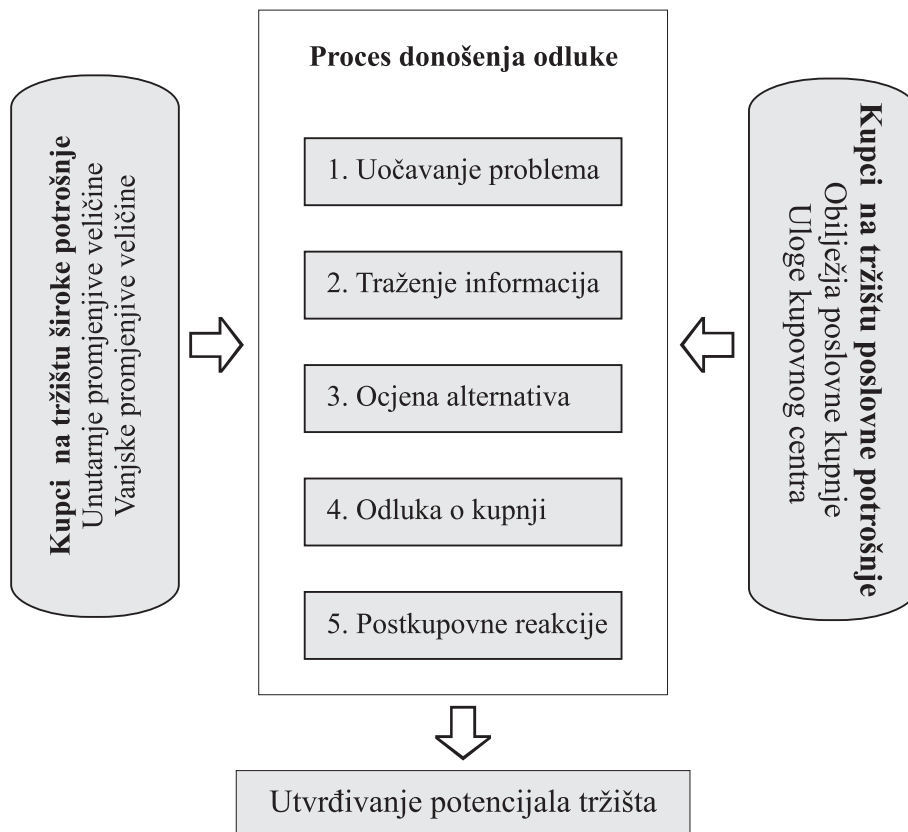 Proces donošenja odluke
Kupci na tržištu široke potrošnje
Unutarnje promjenjive veličine
Vanjske promjenjive veličine
1. Uočavanje problema
2. Traženje informacija
3. Ocjena alternativa
4. Odluka o kupnji
5. Postkupovne reakcije
Kupci na tržištu poslovne potrošnje
Obilježja poslovne kupnje
Uloge kupovnog centra
Utvrđivanje potencijala tržišta